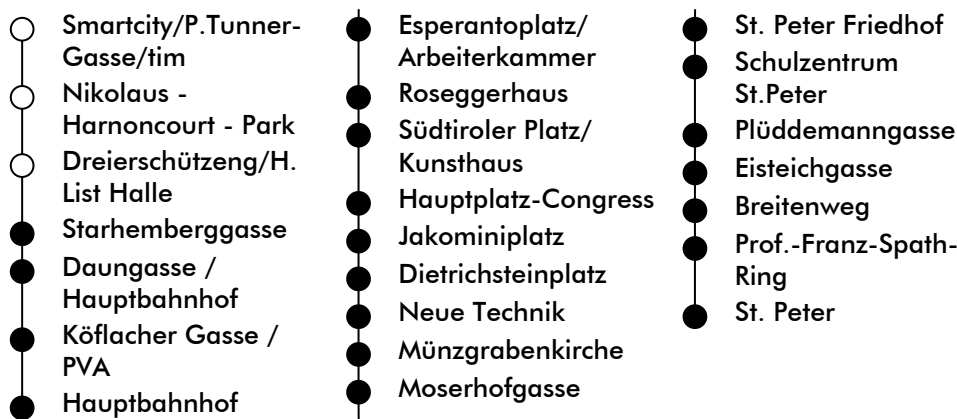 Smartcity/P.Tunner-
Gasse/tim
Nikolaus -
Harnoncourt - Park
Dreierschützeng/H.
List Halle
Starhemberggasse
Daungasse /
Hauptbahnhof
Köflacher Gasse /
PVA
Hauptbahnhof
Esperantoplatz/
Arbeiterkammer
Roseggerhaus
Südtiroler Platz/
Kunsthaus
Hauptplatz-Congress
Jakominiplatz
Dietrichsteinplatz
Neue Technik
Münzgrabenkirche
Moserhofgasse
St. Peter Friedhof
Schulzentrum
St.Peter
Plüddemanngasse
Eisteichgasse
Breitenweg
Prof.-Franz-Spath-
Ring
St. Peter